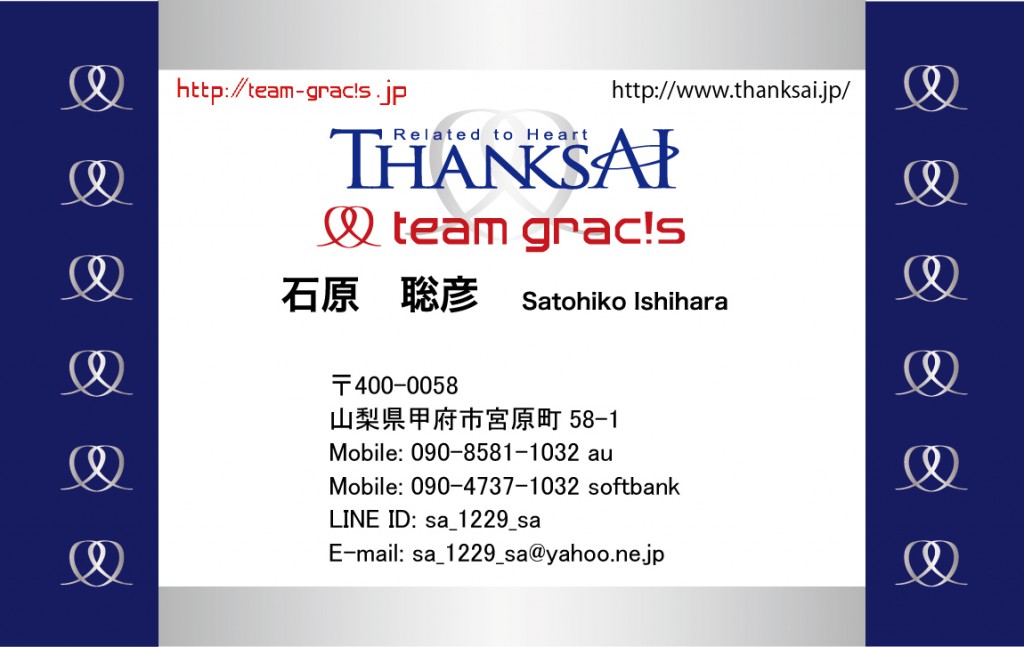 http://team-grac!s.jp
http://www.thanksai.jp/
Related to Heart
THANKSAI
team grac!s
石原　聡彦　Satohiko Ishihara
〒400-0058
山梨県甲府市宮原町 58-1
Mobile: 090-8581-1032 au
Mobile: 090-4737-1032 softbank
LINE ID: sa_1229_sa
E-mail: sa_1229_sa@yahoo.ne.jp